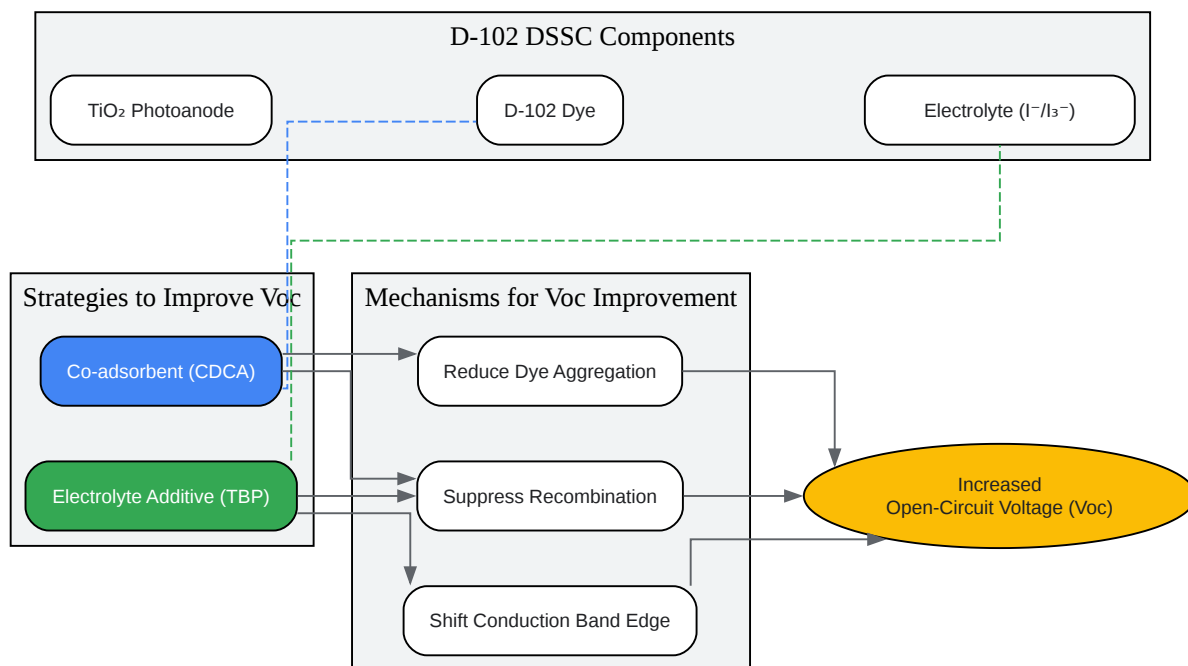 D-102 DSSC Components
TiO₂ Photoanode
D-102 Dye
Electrolyte (I⁻/I₃⁻)
Strategies to Improve Voc
Mechanisms for Voc Improvement
Co-adsorbent (CDCA)
Reduce Dye Aggregation
Electrolyte Additive (TBP)
Suppress Recombination
Increased
Open-Circuit Voltage (Voc)
Shift Conduction Band Edge